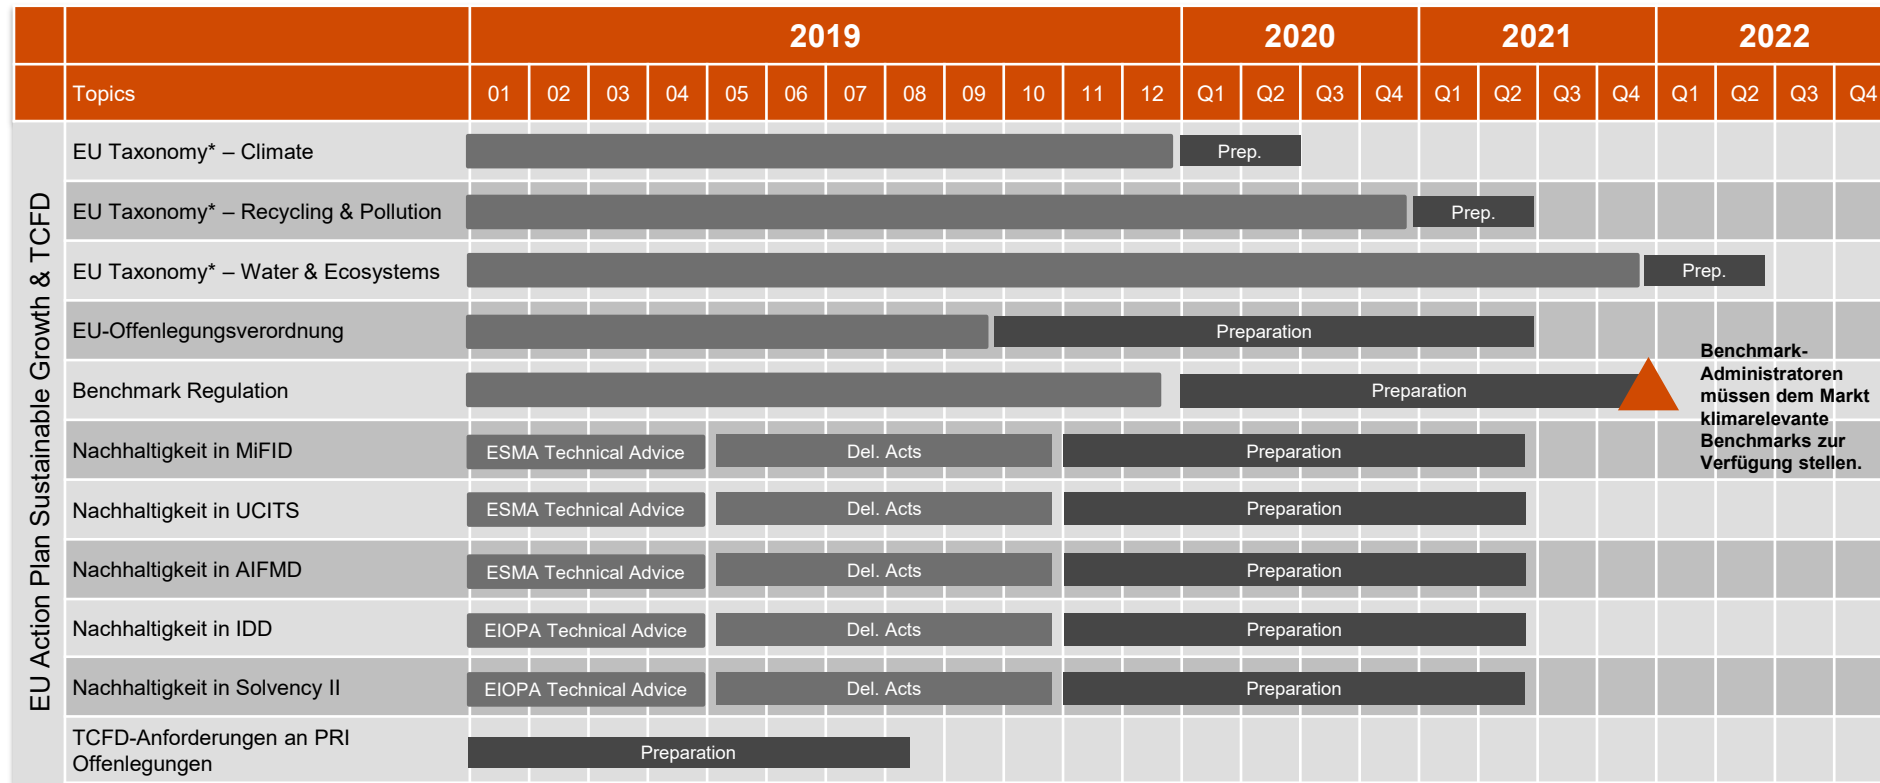 2019 2020 2021 2022
Topics 01 02 03 04 05 06 07 08 09 10 11 12 Q1 Q2 Q3 Q4 Q1 Q2 Q3 Q4 Q1 Q2 Q3 Q4
EU Action Plan Sustainable Growth & TCFD
EU Taxonomy* – Climate Prep.
EU Taxonomy* – Recycling & Pollution Prep.
EU Taxonomy* – Water & Ecosystems Prep.
EU-Offenlegungsverordnung Preparation
Benchmark Regulation Preparation
Benchmark-
Administratoren
müssen dem Markt
klimarelevante
Benchmarks zur
Verfügung stellen.
Nachhaltigkeit in MiFID ESMA Technical Advice Del. Acts Preparation
Nachhaltigkeit in UCITS ESMA Technical Advice Del. Acts Preparation
Nachhaltigkeit in AIFMD ESMA Technical Advice Del. Acts Preparation
Nachhaltigkeit in IDD EIOPA Technical Advice Del. Acts Preparation
Nachhaltigkeit in Solvency II EIOPA Technical Advice Del. Acts Preparation
TCFD-Anforderungen an PRI
Offenlegungen
Preparation